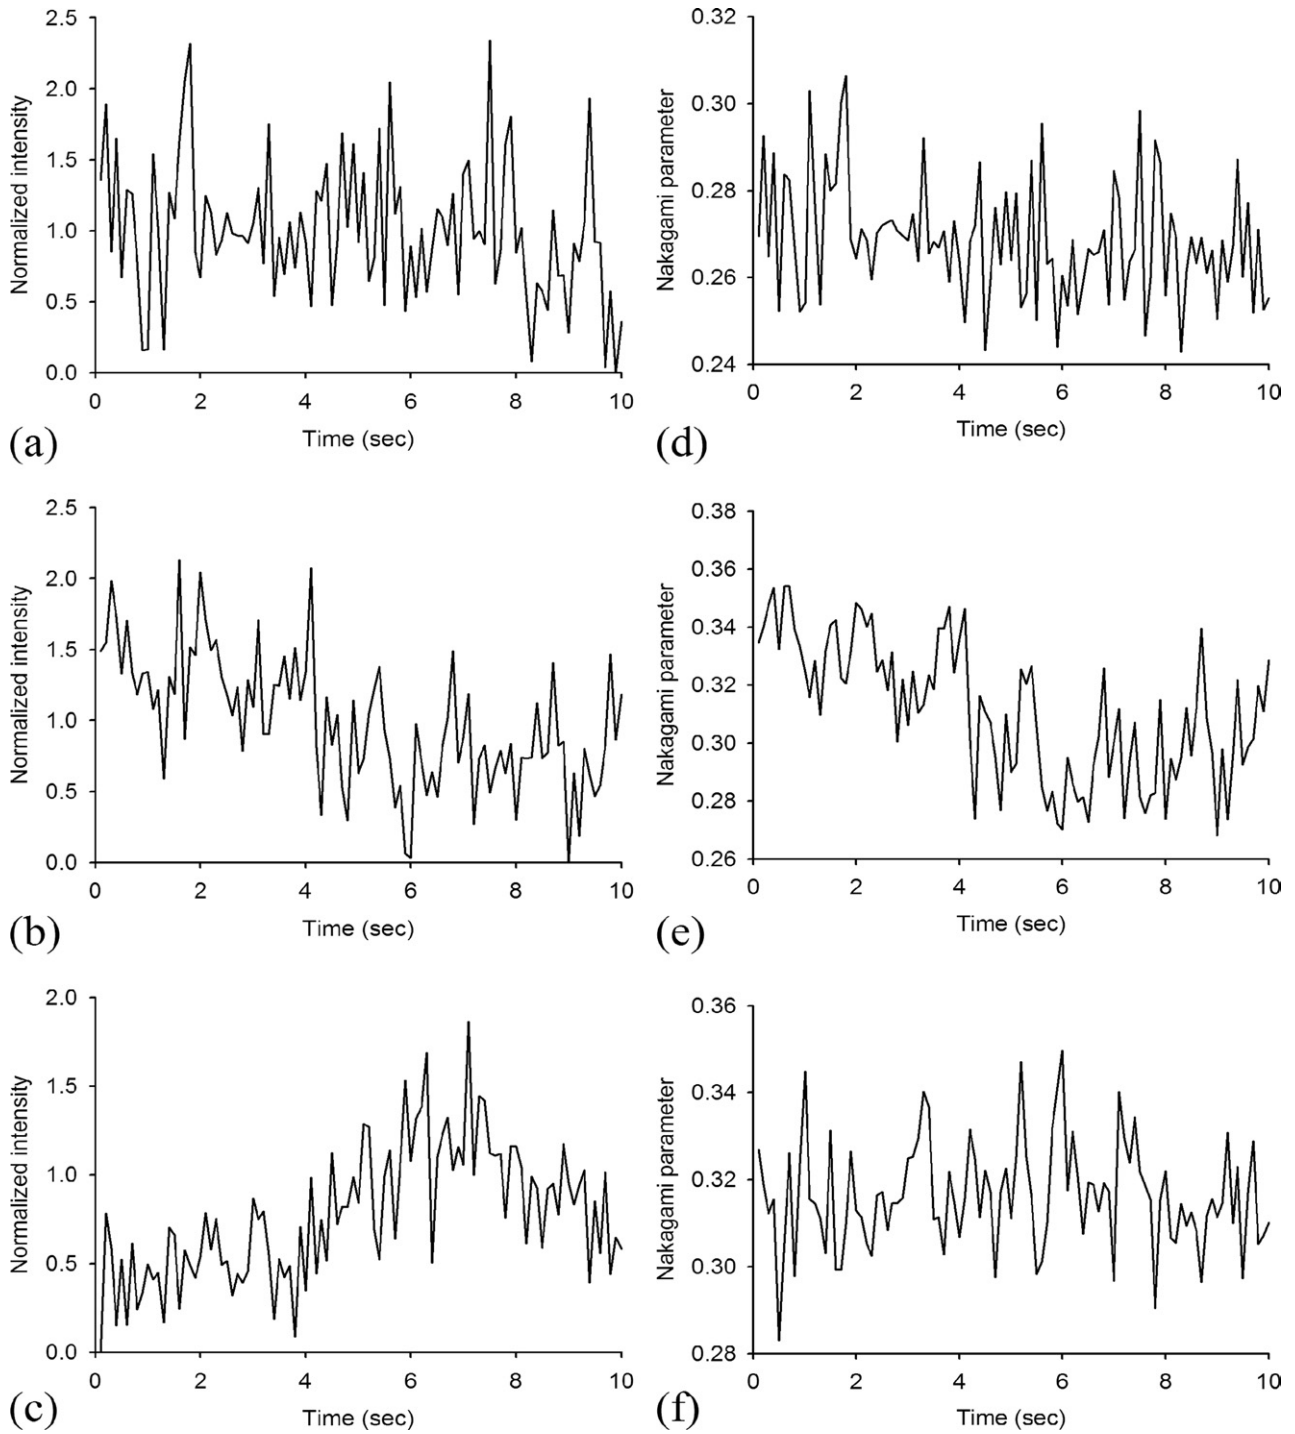 Normalized intensity
2.5
2.0
1.5
1.0
0.5
0.0
0 2 4 6 8 10
Time (sec)
(a)
Nakagami parameter
0.32
0.30
0.28
0.26
0.24
0 2 4 6 8 10
Time (sec)
(d)
Normalized intensity
2.5
2.0
1.5
1.0
0.5
0.0
0 2 4 6 8 10
Time (sec)
(b)
Nakagami parameter
0.38
0.36
0.34
0.32
0.30
0.28
0.26
0 2 4 6 8 10
Time (sec)
(e)
Normalized intensity
2.0
1.5
1.0
0.5
0.0
0 2 4 6 8 10
Time (sec)
(c)
Nakagami parameter
0.36
0.34
0.32
0.30
0.28
0 2 4 6 8 10
Time (sec)
(f)